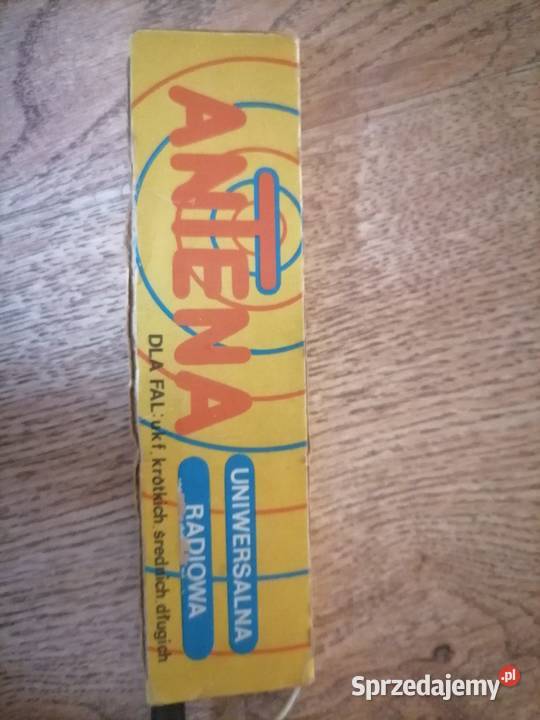 ANTENA
UNIWERSALNA
RADIOWA
DLA FAL: ukf, krótkich, średnich, długich
Sprzedajemy.pl